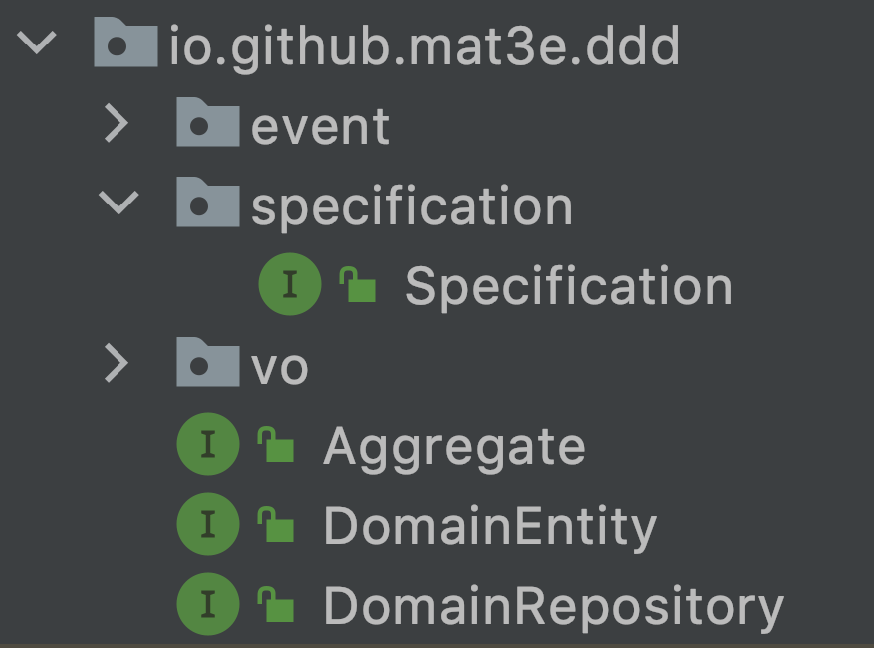 io.github.mat3e.ddd
event
specification
I Specification
vo
I Aggregate
I DomainEntity
I DomainRepository